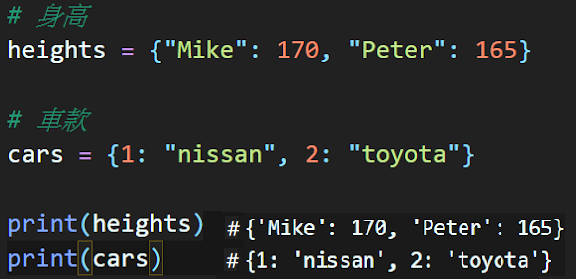 # 身高
heights = {"Mike": 170, "Peter": 165}
# 車款
cars = {1: "nissan", 2: "toyota"}
print(heights) #{'Mike': 170, 'Peter': 165}
print(cars) #{1: 'nissan', 2: 'toyota'}